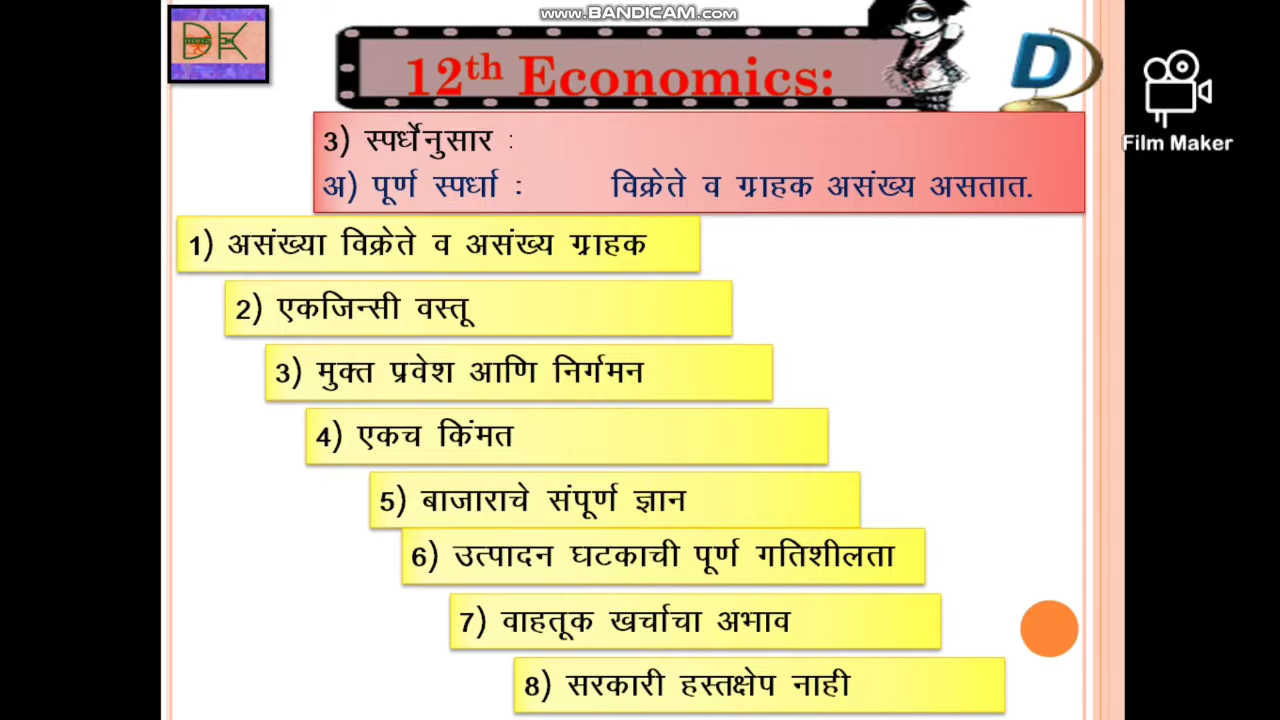 www.BANDICAM.com
DK
12th Economics:
D
Film Maker
3) स्पर्धेनुसार :
अ) पूर्ण स्पर्धा : विक्रेते व ग्राहक असंख्य असतात.
1) असंख्या विक्रेते व असंख्य ग्राहक
2) एकजिन्सी वस्तू
3) मुक्त प्रवेश आणि निर्गमन
4) एकच किंमत
5) बाजाराचे संपूर्ण ज्ञान
6) उत्पादन घटकाची पूर्ण गतिशीलता
7) वाहतूक खर्चाचा अभाव
8) सरकारी हस्तक्षेप नाही